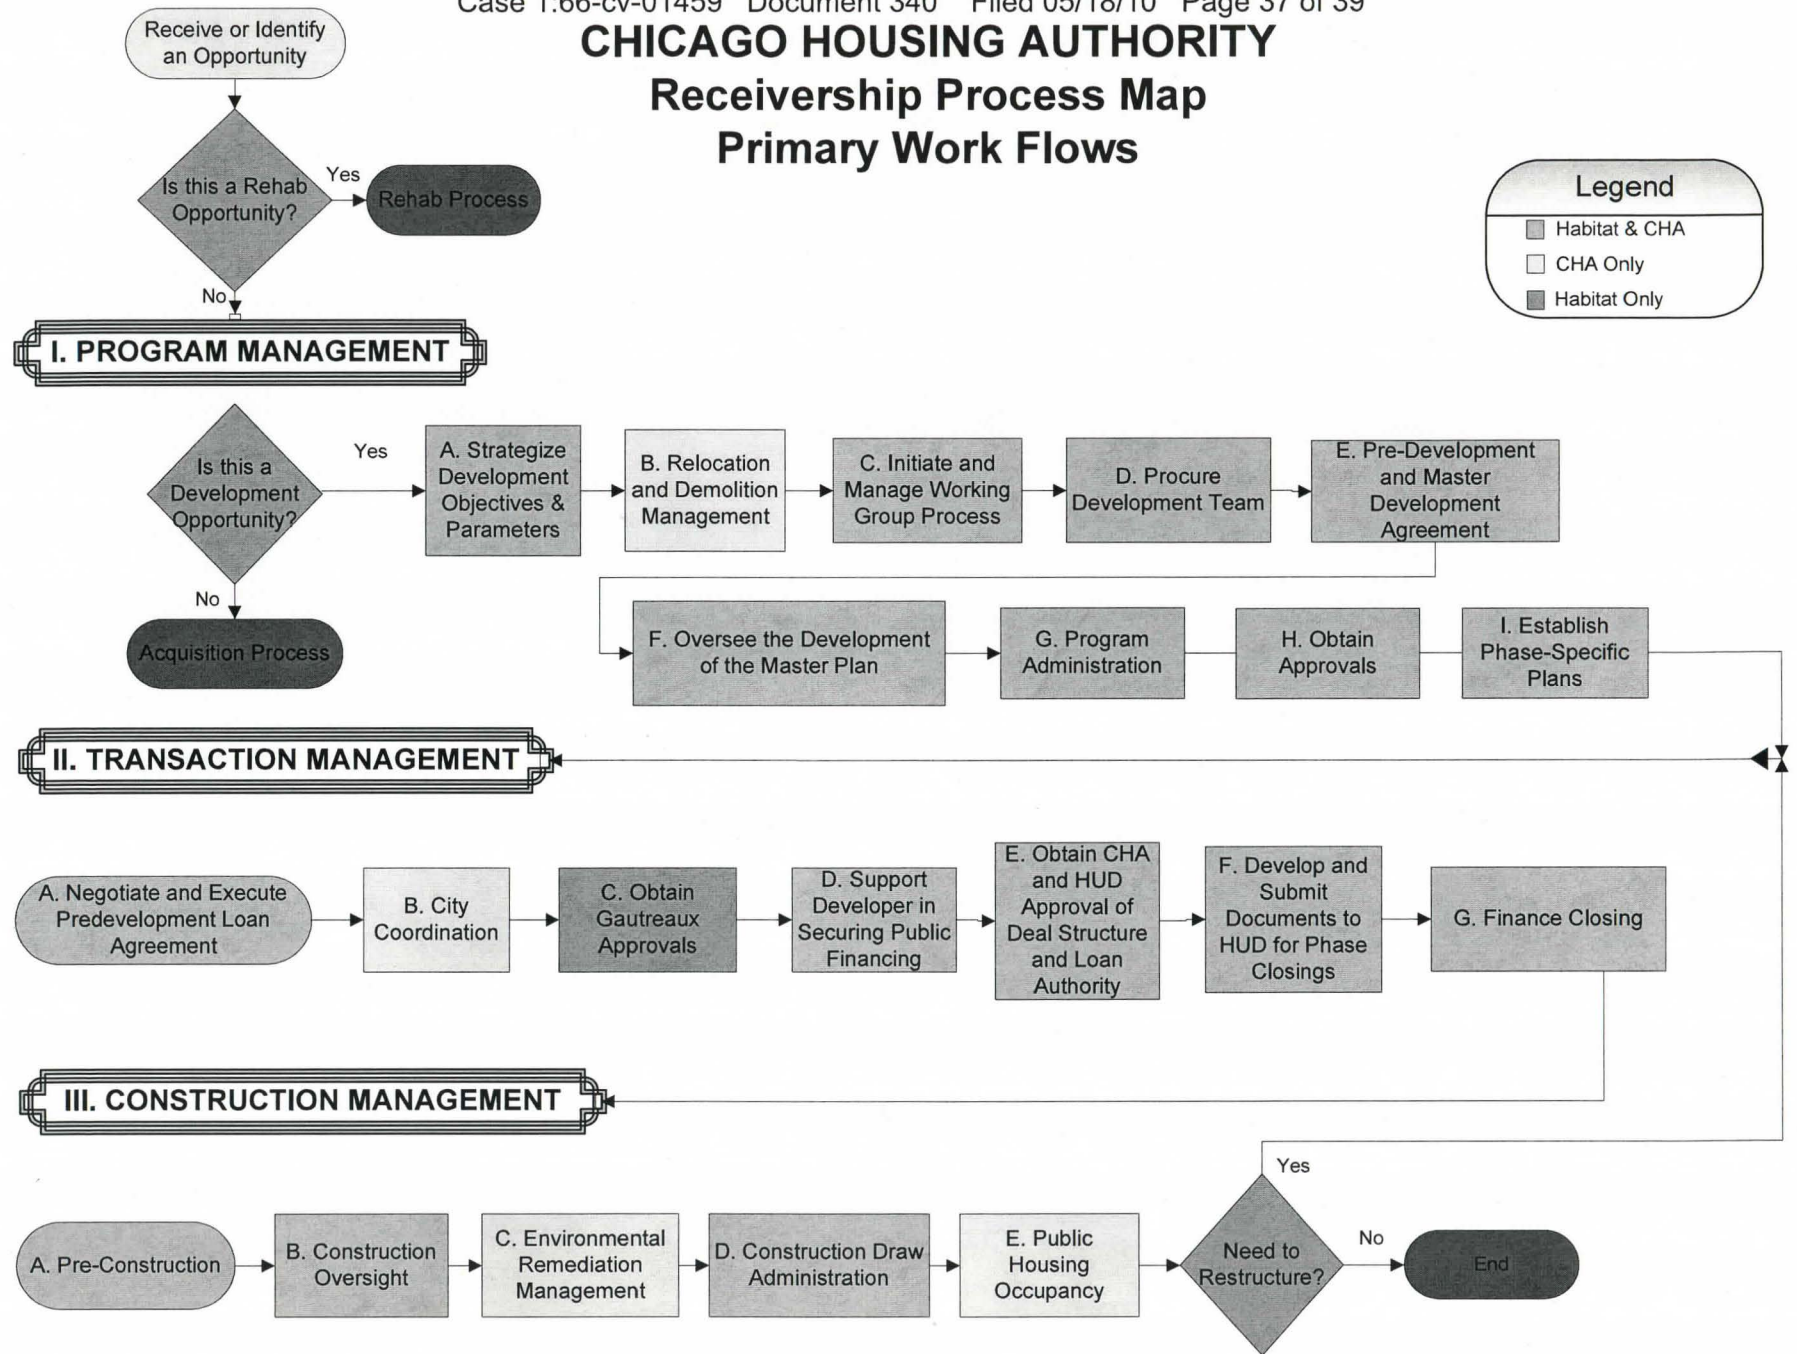 Case 1:66-cv-01459 Document 340 Filed 05/18/10 Page 37 of 39
CHICAGO HOUSING AUTHORITY
Receivership Process Map
Primary Work Flows
Receive or Identify
an Opportunity
Is this a Rehab
Opportunity?
Yes
Rehab Process
No
Legend
Habitat & CHA
CHA Only
Habitat Only
I. PROGRAM MANAGEMENT
Is this a
Development
Opportunity?
Yes
A. Strategize
Development
Objectives &
Parameters
B. Relocation
and Demolition
Management
C. Initiate and
Manage Working
Group Process
D. Procure
Development Team
E. Pre-Development
and Master
Development
Agreement
No
Acquisition Process
F. Oversee the Development
of the Master Plan
G. Program
Administration
H. Obtain
Approvals
I. Establish
Phase-Specific
Plans
II. TRANSACTION MANAGEMENT
A. Negotiate and Execute
Predevelopment Loan
Agreement
B. City
Coordination
C. Obtain
Gautreaux
Approvals
D. Support
Developer in
Securing Public
Financing
E. Obtain CHA
and HUD
Approval of
Deal Structure
and Loan
Authority
F. Develop and
Submit
Documents to
HUD for Phase
Closings
G. Finance Closing
III. CONSTRUCTION MANAGEMENT
A. Pre-Construction
B. Construction
Oversight
C. Environmental
Remediation
Management
D. Construction Draw
Administration
E. Public
Housing
Occupancy
Need to
Restructure?
Yes
No
End